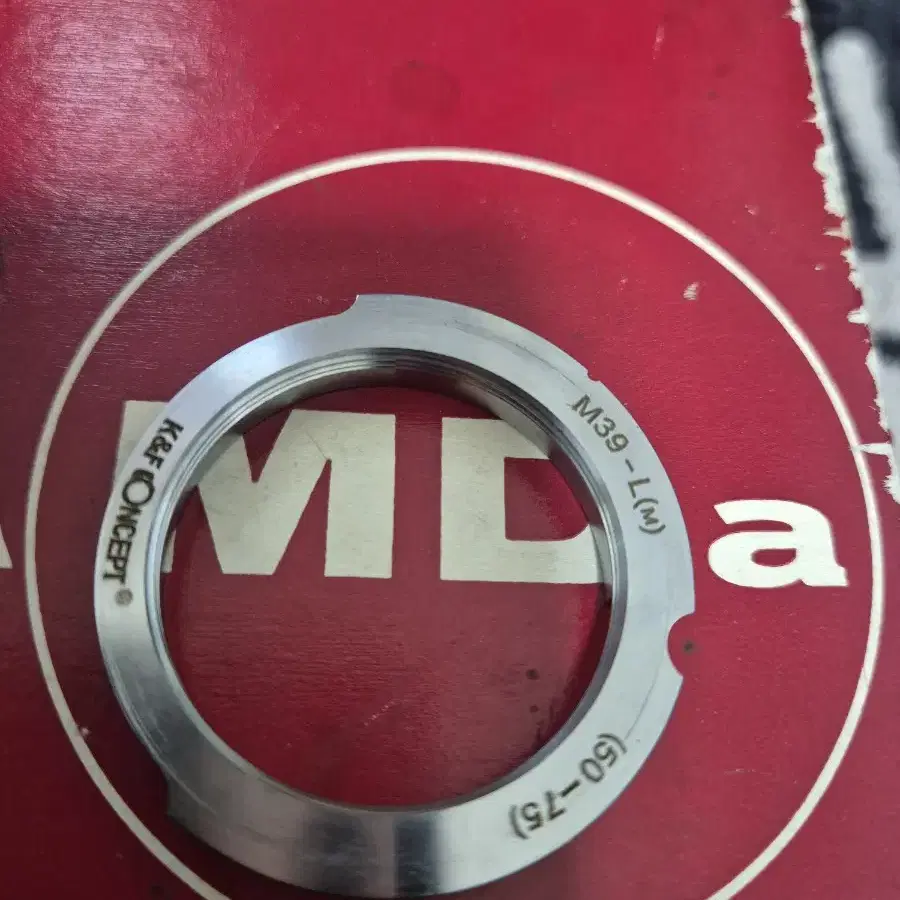 K&F CONCEPT®
M39-L(M)
(50-75)
MD a